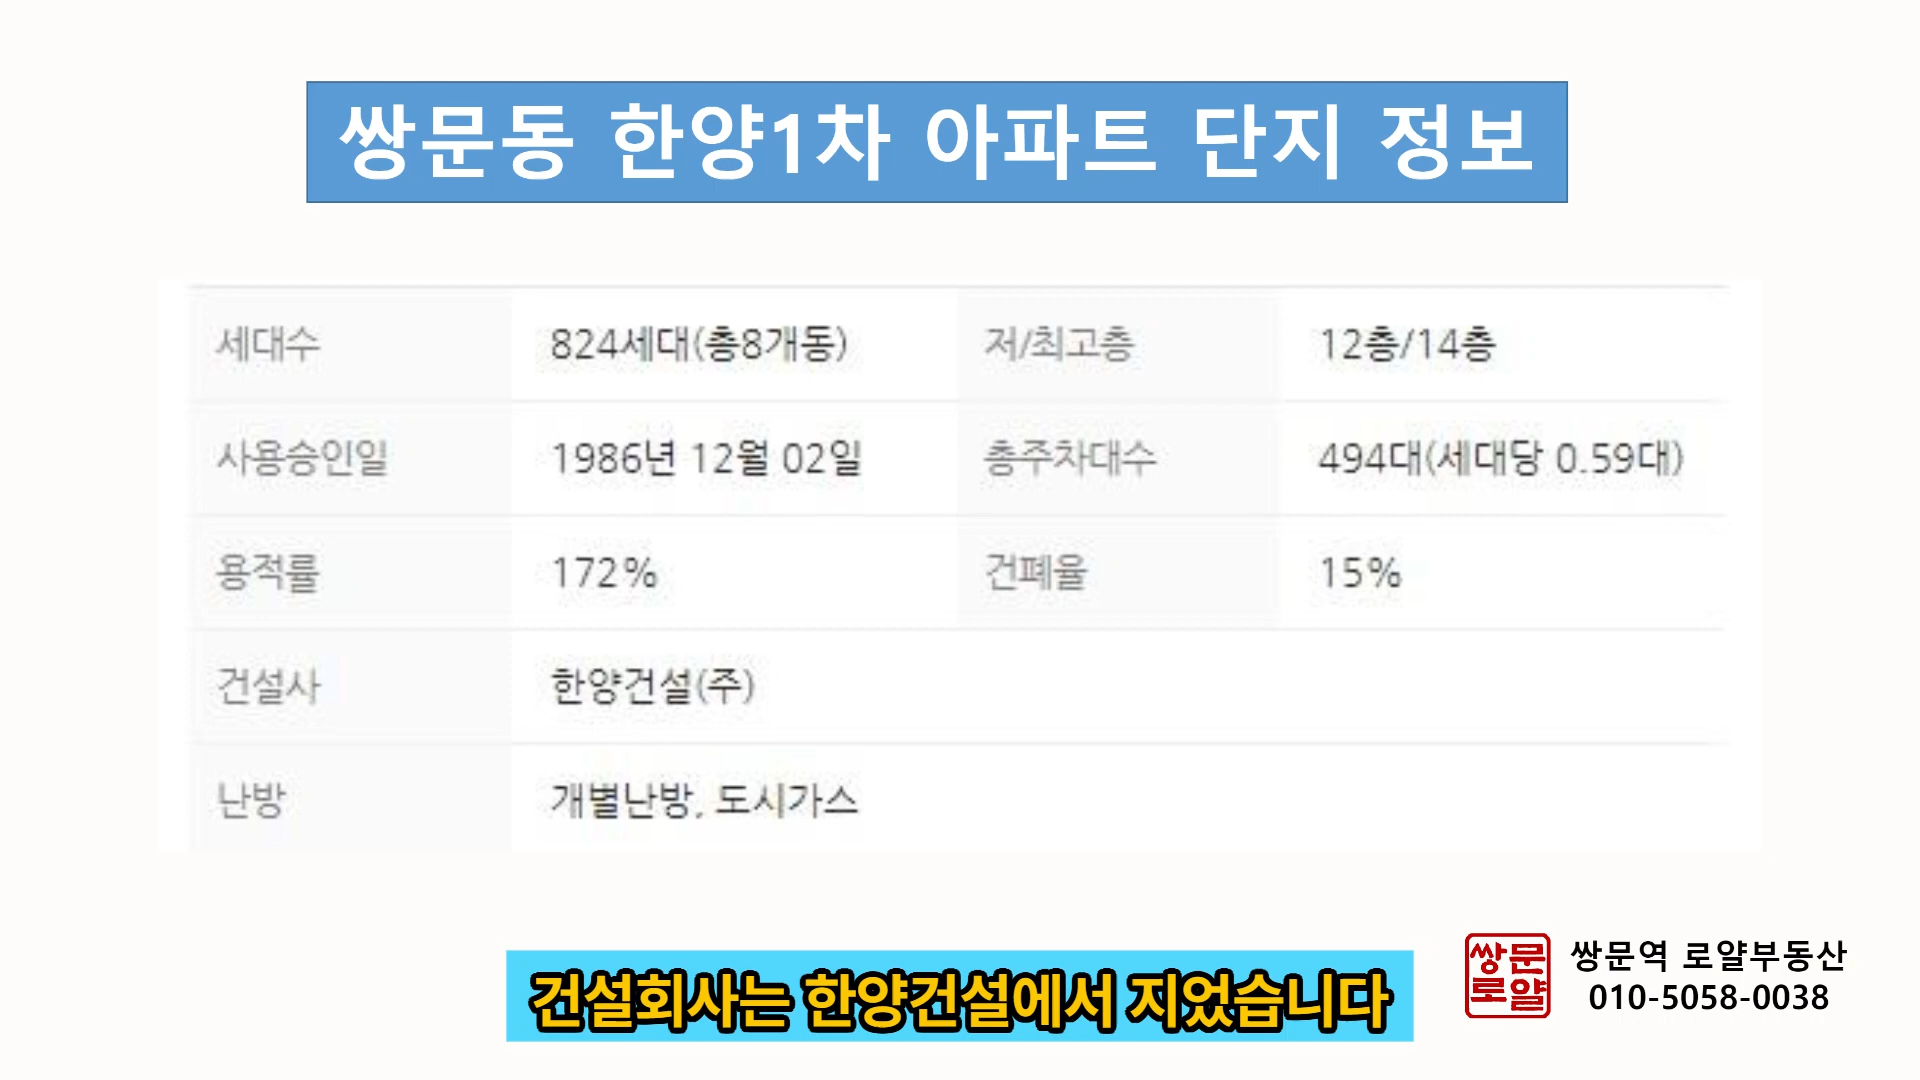 쌍문동 한양1차 아파트 단지 정보
세대수 824세대(총8개동) 저/최고층 12층/14층
사용승인일 1986년 12월 02일 총주차대수 494대(세대당 0.59대)
용적률 172% 건폐율 15%
건설사 한양건설(주)
난방 개별난방, 도시가스
건설회사는 한양건설에서 지었습니다
쌍문
로얄
쌍문역 로얄부동산
010-5058-0038